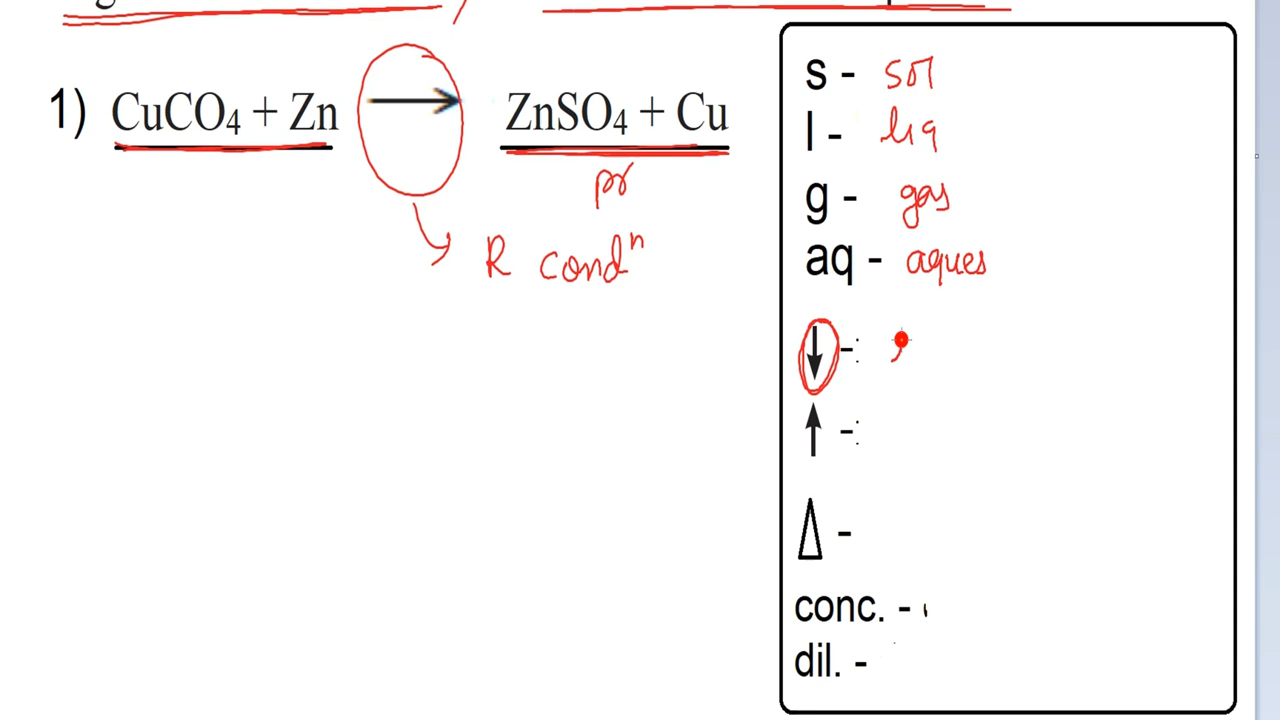 1) CuCO₄ + Zn → ZnSO₄ + Cu
pr
R condⁿ
s - sol
l - liq
g - gas
aq - aques
↓ -:
↑ -:
Δ -
conc. -
dil. -